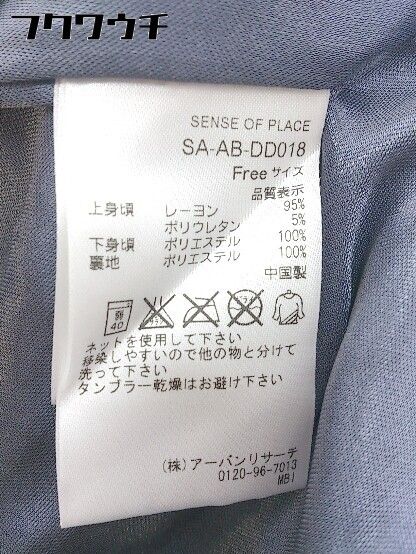 フクワウチ
SENSE OF PLACE
SA-AB-DD018
Free サイズ
品質表示
上身頃 レーヨン 95%
ポリウレタン 5%
下身頃 ポリエステル 100%
裏地 ポリエステル 100%
中国製
弱 40
ネットを使用して下さい
移染しやすいので他の物と分けて
洗って下さい
タンブラー乾燥はお避け下さい
(株)アーバンリサーチ
0120-96-7013
MBI